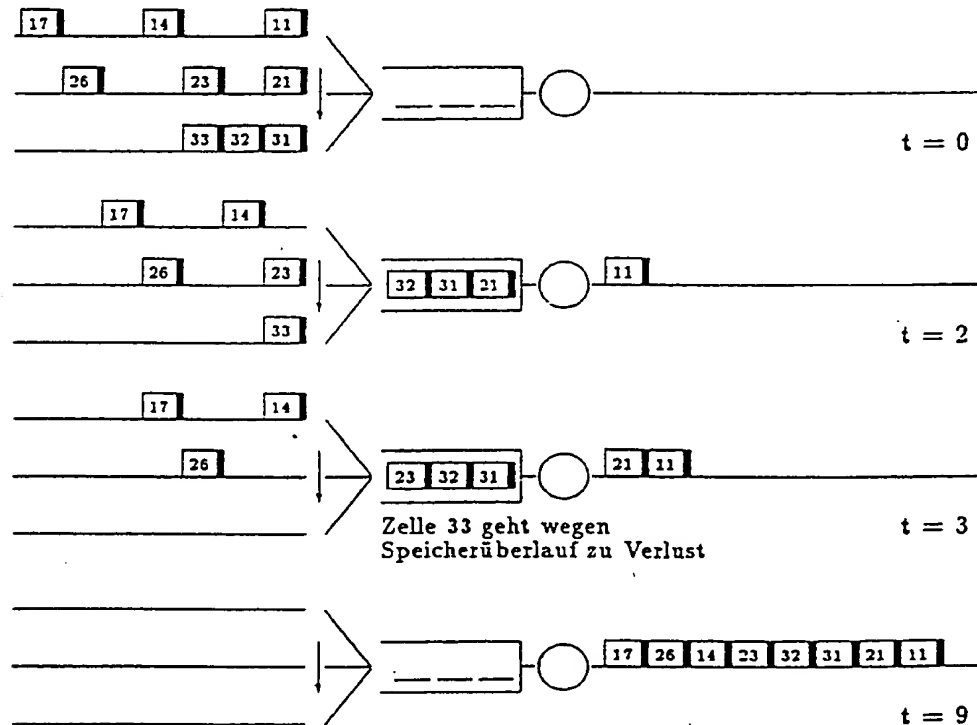 17 14 11
26 23 21
33 32 31
t = 0
17 14
26 23 32 31 21 11
33
t = 2
17 14
26 23 32 31 21 11
Zelle 33 geht wegen
Speicherüberlauf zu Verlust
t = 3
17 26 14 23 32 31 21 11
t = 9